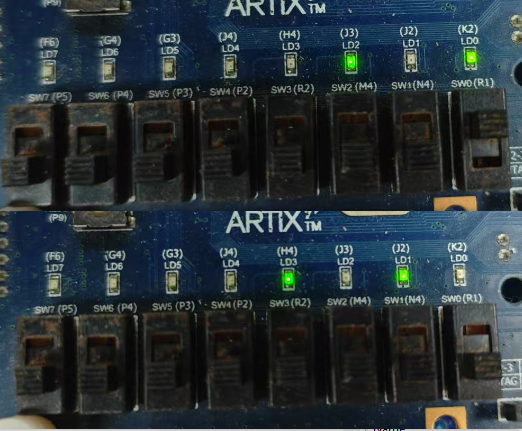 (P9)
ARTIX™
(F6) (G4) (G3) (J4) (H4) (J3) (J2) (K2)
LD7 LD6 LD5 LD4 LD3 LD2 LD1 LD0
SW7 (P5) SW6 (P4) SW5 (P3) SW4 (P2) SW3 (R2) SW2 (M4) SW1 (N4) SW0 (R1)
(P9)
ARTIX™
(F6) (G4) (G3) (J4) (H4) (J3) (J2) (K2)
LD7 LD6 LD5 LD4 LD3 LD2 LD1 LD0
SW7 (P5) SW6 (P4) SW5 (P3) SW4 (P2) SW3 (R2) SW2 (M4) SW1 (N4) SW0 (R1)